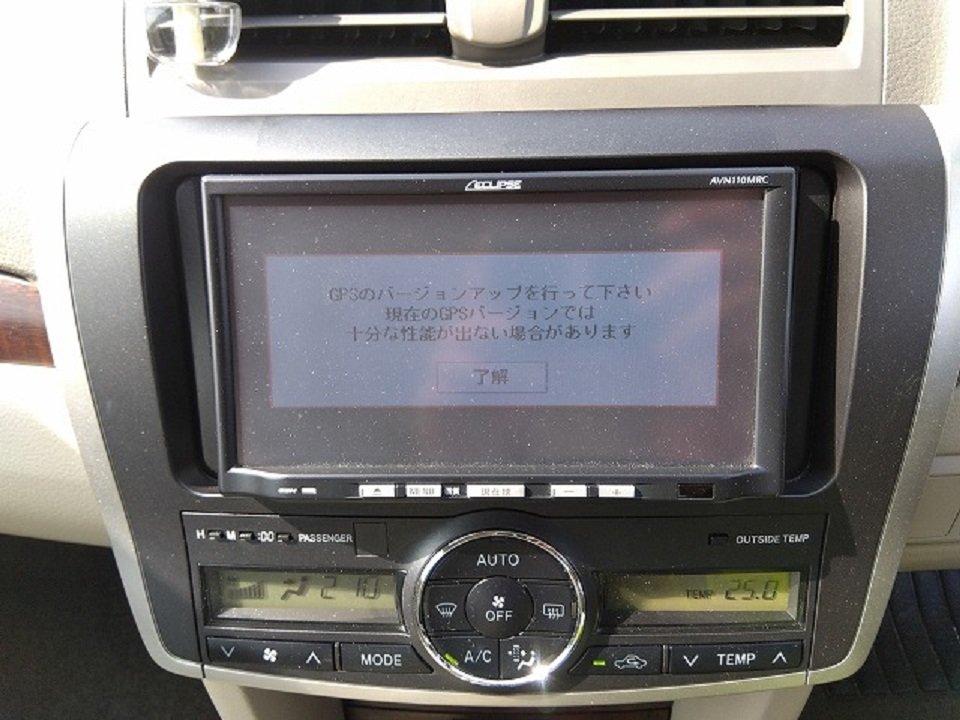 ECLIPSE
AVN110MRC
GPSのバージョンアップを行って下さい
現在のGPSバージョンでは
十分な性能が出ない場合があります
了解
MENU
現在地
H M :00 PASSENGER
OUTSIDE TEMP
AUTO
OFF
2 10
TEMP 25.0
MODE
A/C
TEMP